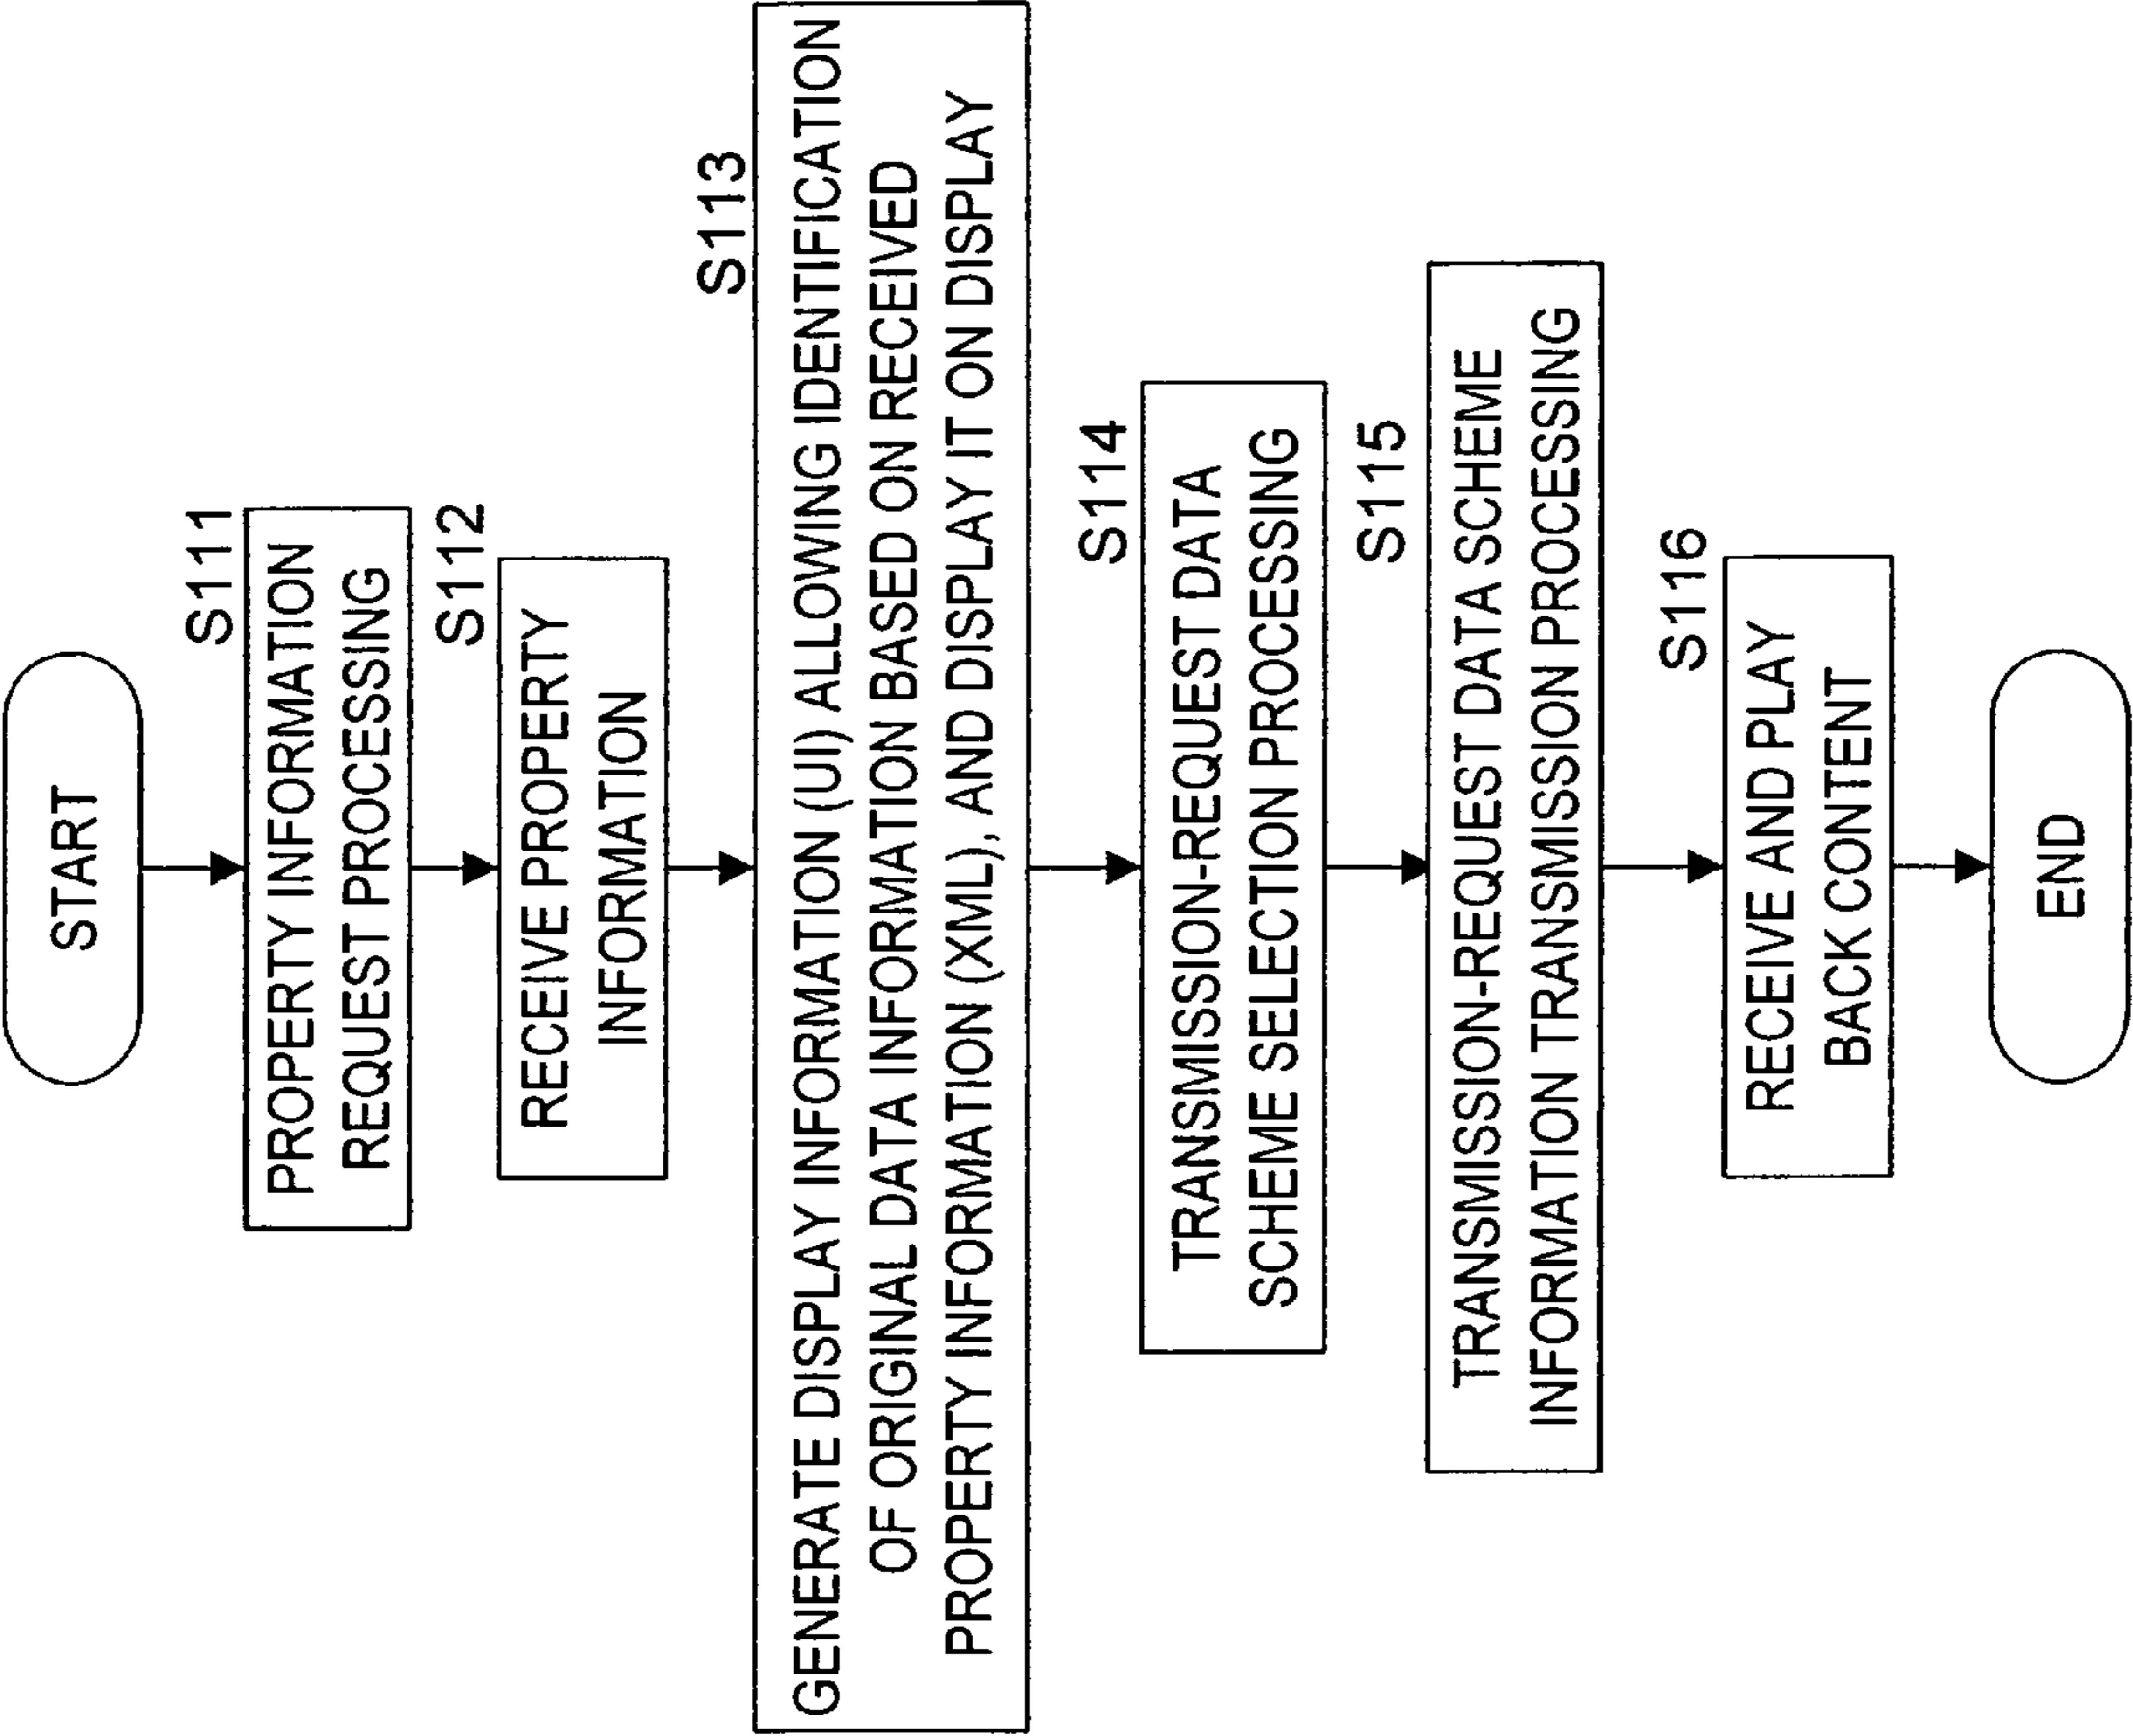 START
S111
PROPERTY INFORMATION
REQUEST PROCESSING
S112
RECEIVE PROPERTY
INFORMATION
S113
GENERATE DISPLAY INFORMATION (UI) ALLOWING IDENTIFICATION
OF ORIGINAL DATA INFORMATION BASED ON RECEIVED
PROPERTY INFORMATION (XML), AND DISPLAY IT ON DISPLAY
S114
TRANSMISSION-REQUEST DATA
SCHEME SELECTION PROCESSING
S115
TRANSMISSION-REQUEST DATA SCHEME
INFORMATION TRANSMISSION PROCESSING
S116
RECEIVE AND PLAY
BACK CONTENT
END